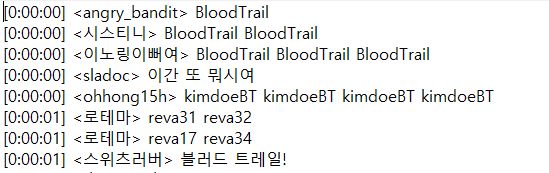 [0:00:00] <angry_bandit> BloodTrail
[0:00:00] <시스티니> BloodTrail BloodTrail
[0:00:00] <이노링이뻐여> BloodTrail BloodTrail BloodTrail
[0:00:00] <sladoc> 이간 또 뭐시여
[0:00:00] <ohhong15h> kimdoeBT kimdoeBT kimdoeBT kimdoeBT
[0:00:01] <로테마> reva31 reva32
[0:00:01] <로테마> reva17 reva34
[0:00:01] <스위츠러버> 블러드 트레일!